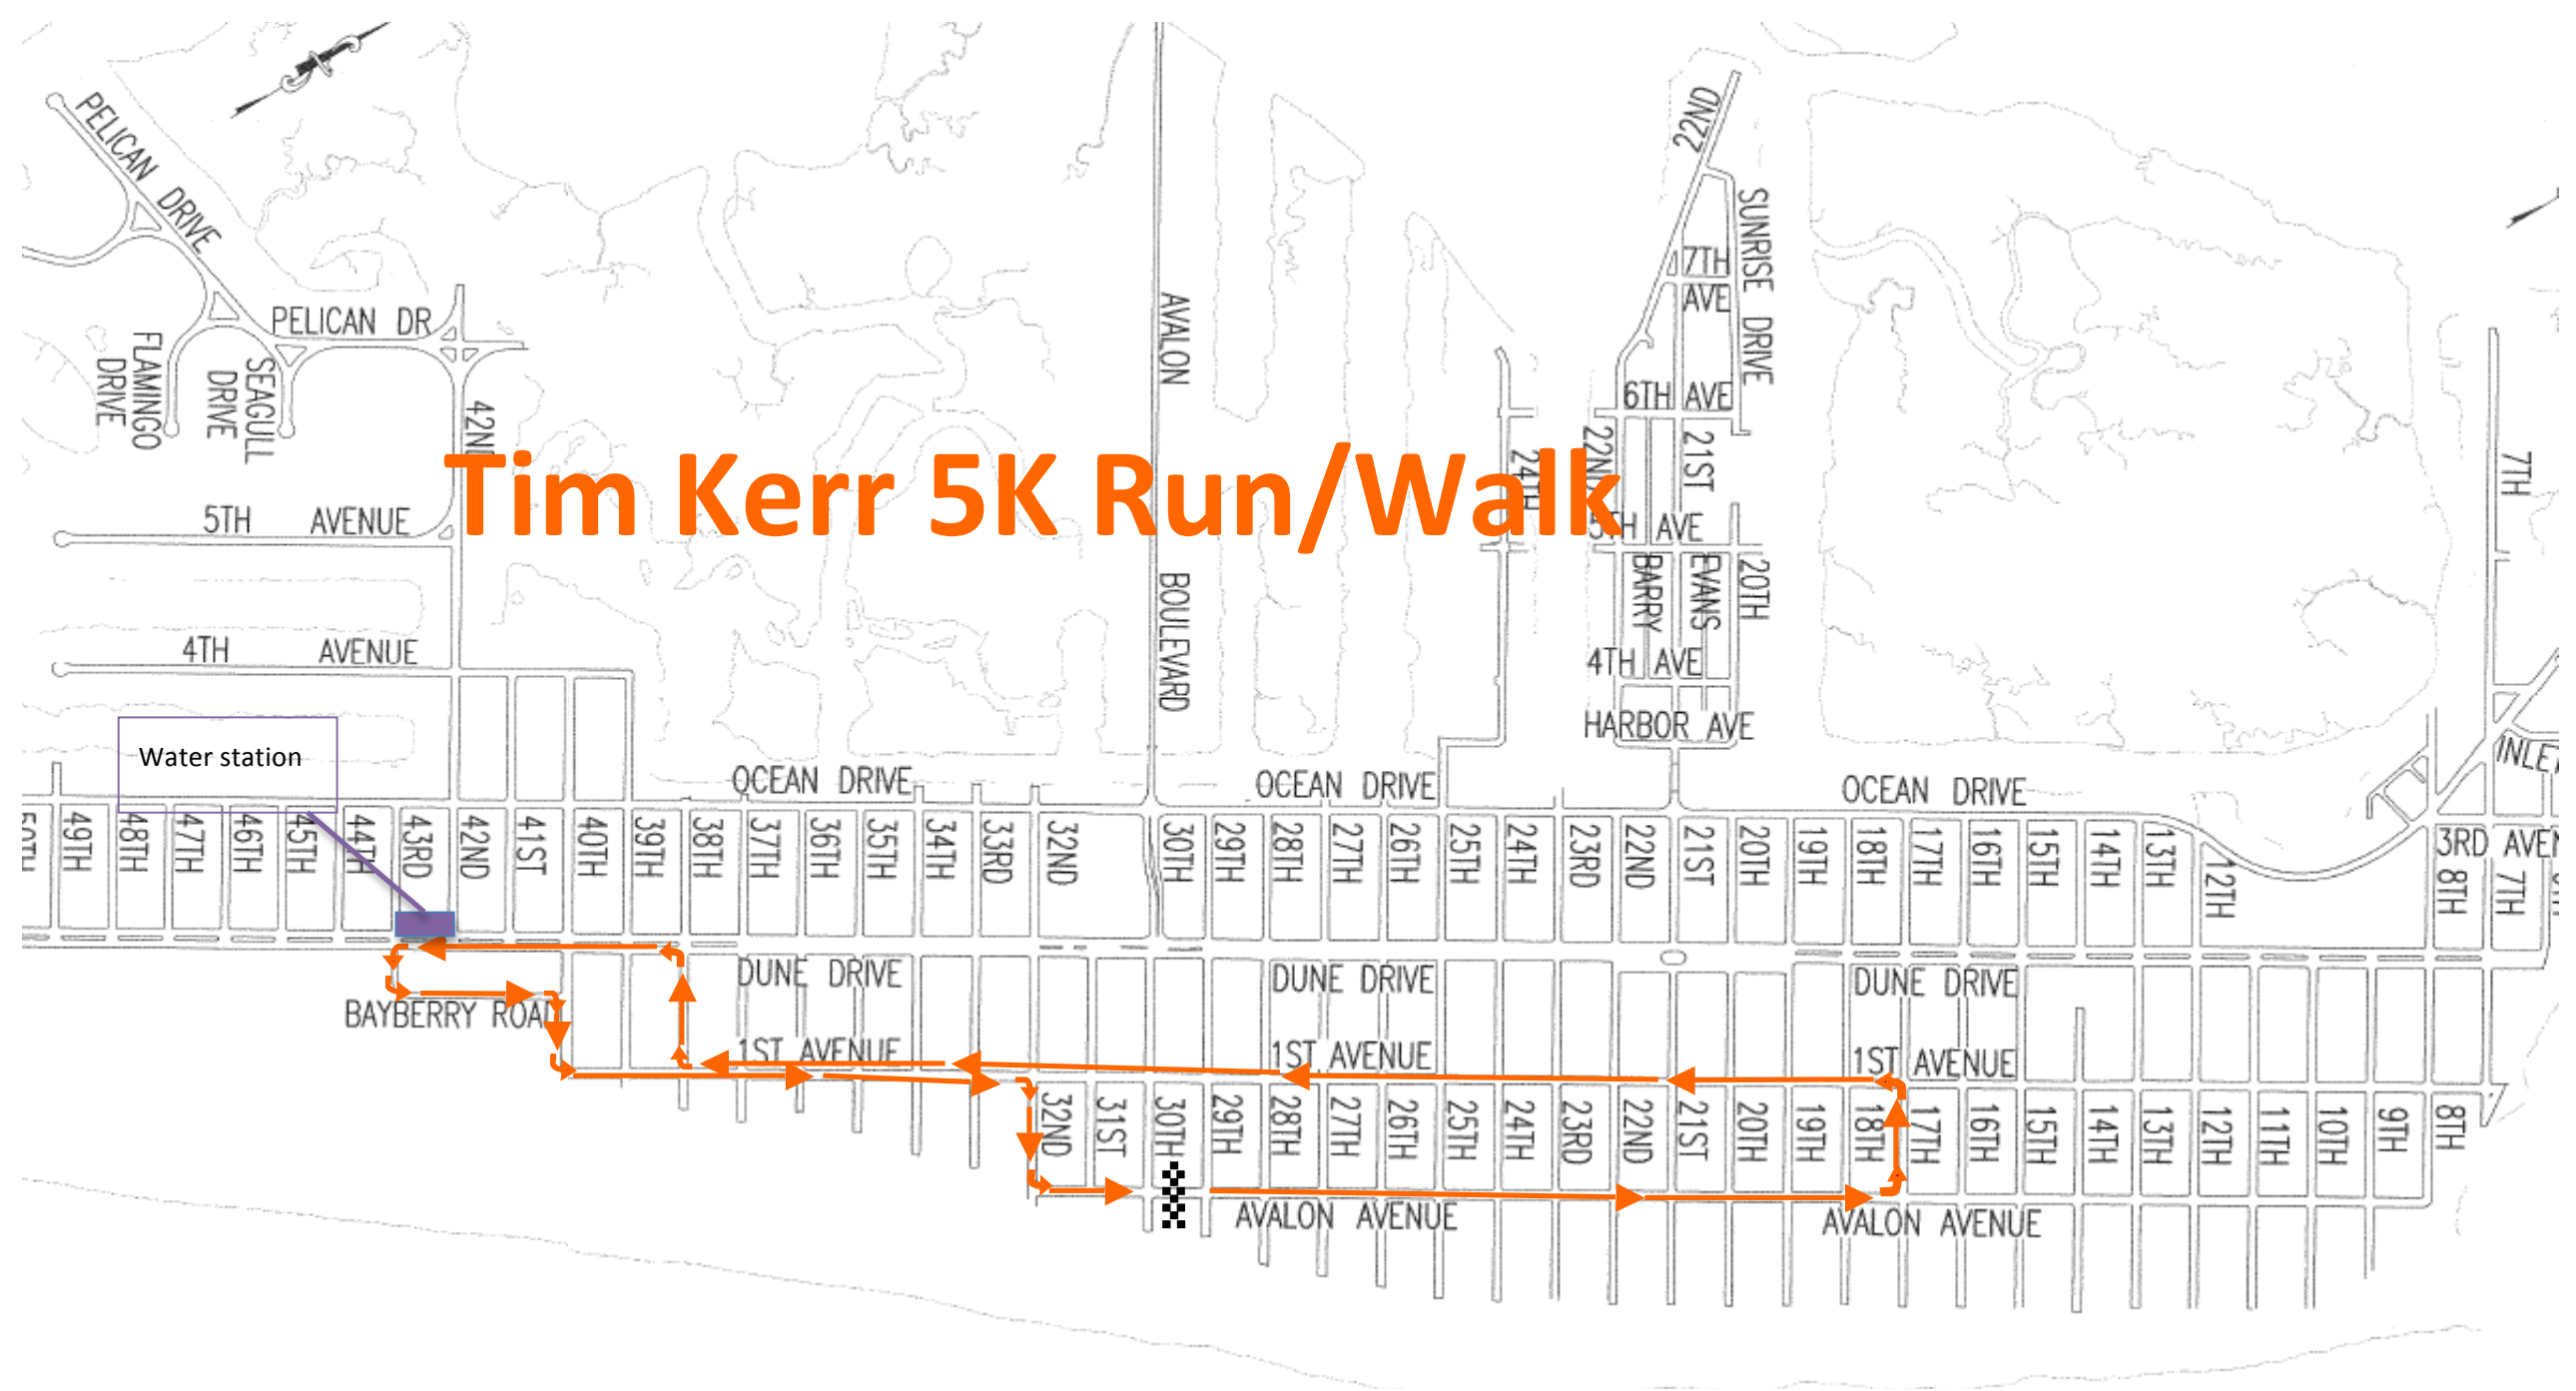 PELICAN DRIVE
22ND
SUNRISE DRIVE
7TH
AVE
AVALON
BOULEVARD
PELICAN DR
FLAMINGO
DRIVE
SEAGULL
DRIVE
6TH AVE
Tim Kerr 5K Run/Walk
24TH
21ST
7TH
5TH AVENUE
AVE
BARRY
EVANS
20TH
4TH AVENUE
4TH AVE
HARBOR AVE
Water station
OCEAN DRIVE
OCEAN DRIVE
OCEAN DRIVE
49TH
48TH
47TH
46TH
45TH
44TH
43RD
42ND
41ST
40TH
39TH
38TH
37TH
36TH
35TH
34TH
33RD
32ND
30TH
29TH
28TH
27TH
26TH
25TH
24TH
23RD
22ND
21ST
20TH
19TH
18TH
17TH
16TH
15TH
14TH
13TH
12TH
3RD
8TH
7TH
DUNE DRIVE
DUNE DRIVE
DUNE DRIVE
BAYBERRY
1ST AVENUE
1ST AVENUE
1ST AVENUE
32ND
31ST
30TH
29TH
28TH
27TH
26TH
25TH
24TH
23RD
22ND
21ST
20TH
19TH
18TH
17TH
16TH
15TH
14TH
13TH
12TH
11TH
10TH
9TH
8TH
AVALON AVENUE
AVALON AVENUE